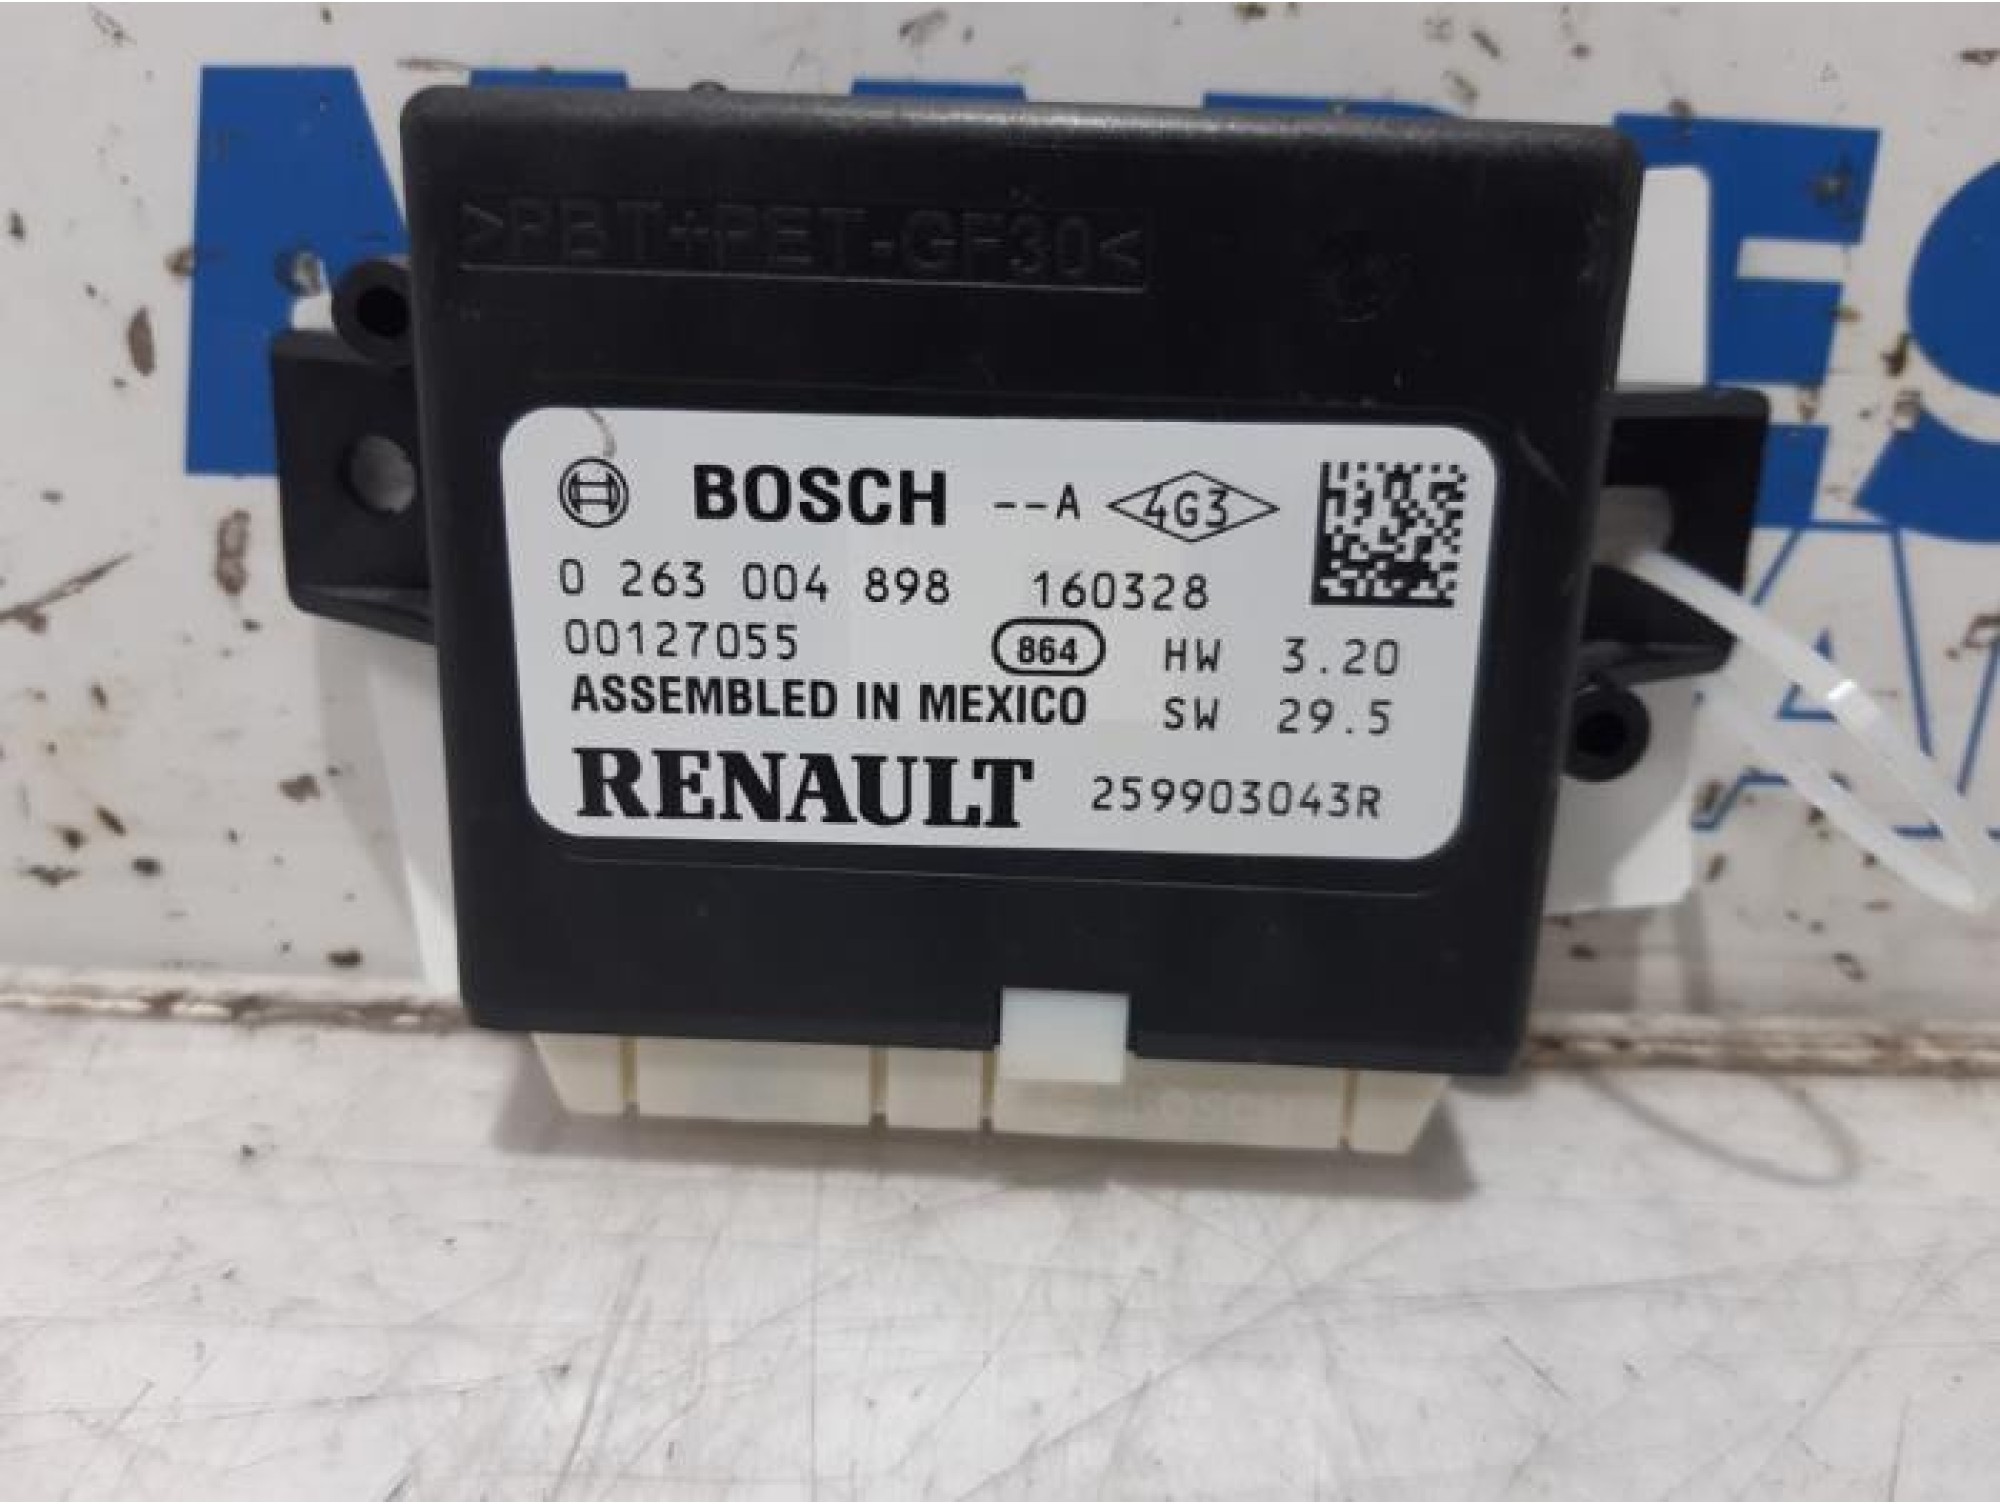 >PBT+PET-GF30<
BOSCH --A 4G3
0 263 004 898 160328
00127055 864 HW 3.20
ASSEMBLED IN MEXICO SW 29.5
RENAULT 259903043R
BOSCH